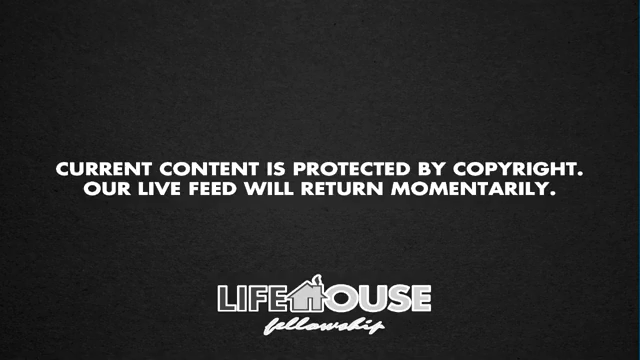 CURRENT CONTENT IS PROTECTED BY COPYRIGHT.
OUR LIVE FEED WILL RETURN MOMENTARILY.
LIFEHOUSE
fellowship